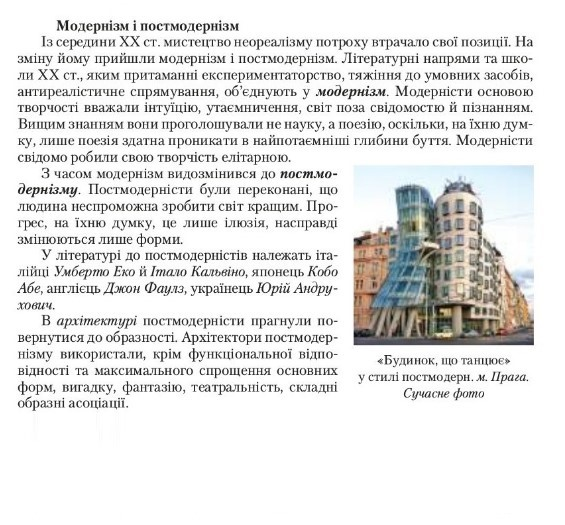 Модернізм і постмодернізм
Із середини XX ст. мистецтво неореалізму потроху втрачало свої позиції. На
зміну йому прийшли модернізм і постмодернізм. Літературні напрями та шко-
ли XX ст., яким притаманні експериментаторство, тяжіння до умовних засобів,
антиреалістичне спрямування, об’єднують у модернізм. Модерністи основою
творчості вважали інтуїцію, утаємничення, світ поза свідомостю й пізнанням.
Вищим знанням вони проголошували не науку, а поезію, оскільки, на їхню дум-
ку, лише поезія здатна проникати в найпотаємніші глибини буття. Модерністи
свідомо робили свою творчість елітарною.
З часом модернізм видозмінився до постмо-
дернізму. Постмодерністи були переконані, що
людина неспроможна зробити світ кращим. Про-
грес, на їхню думку, це лише ілюзія, насправді
змінюються лише форми.
У літературі до постмодерністів належать іта-
лійці Умберто Еко й Італо Кальвіно, японець Кобо
Абе, англієць Джон Фаулз, українець Юрій Андру-
хович.
В архітектурі постмодерністи прагнули по-
вернутися до образності. Архітектори постмодер-
нізму використали, крім функціональної відпо-
відності та максимального спрощення основних
форм, вигадку, фантазію, театральність, складні
образні асоціації.
«Будинок, що танцює»
у стилі постмодерн. м. Прага.
Сучасне фото